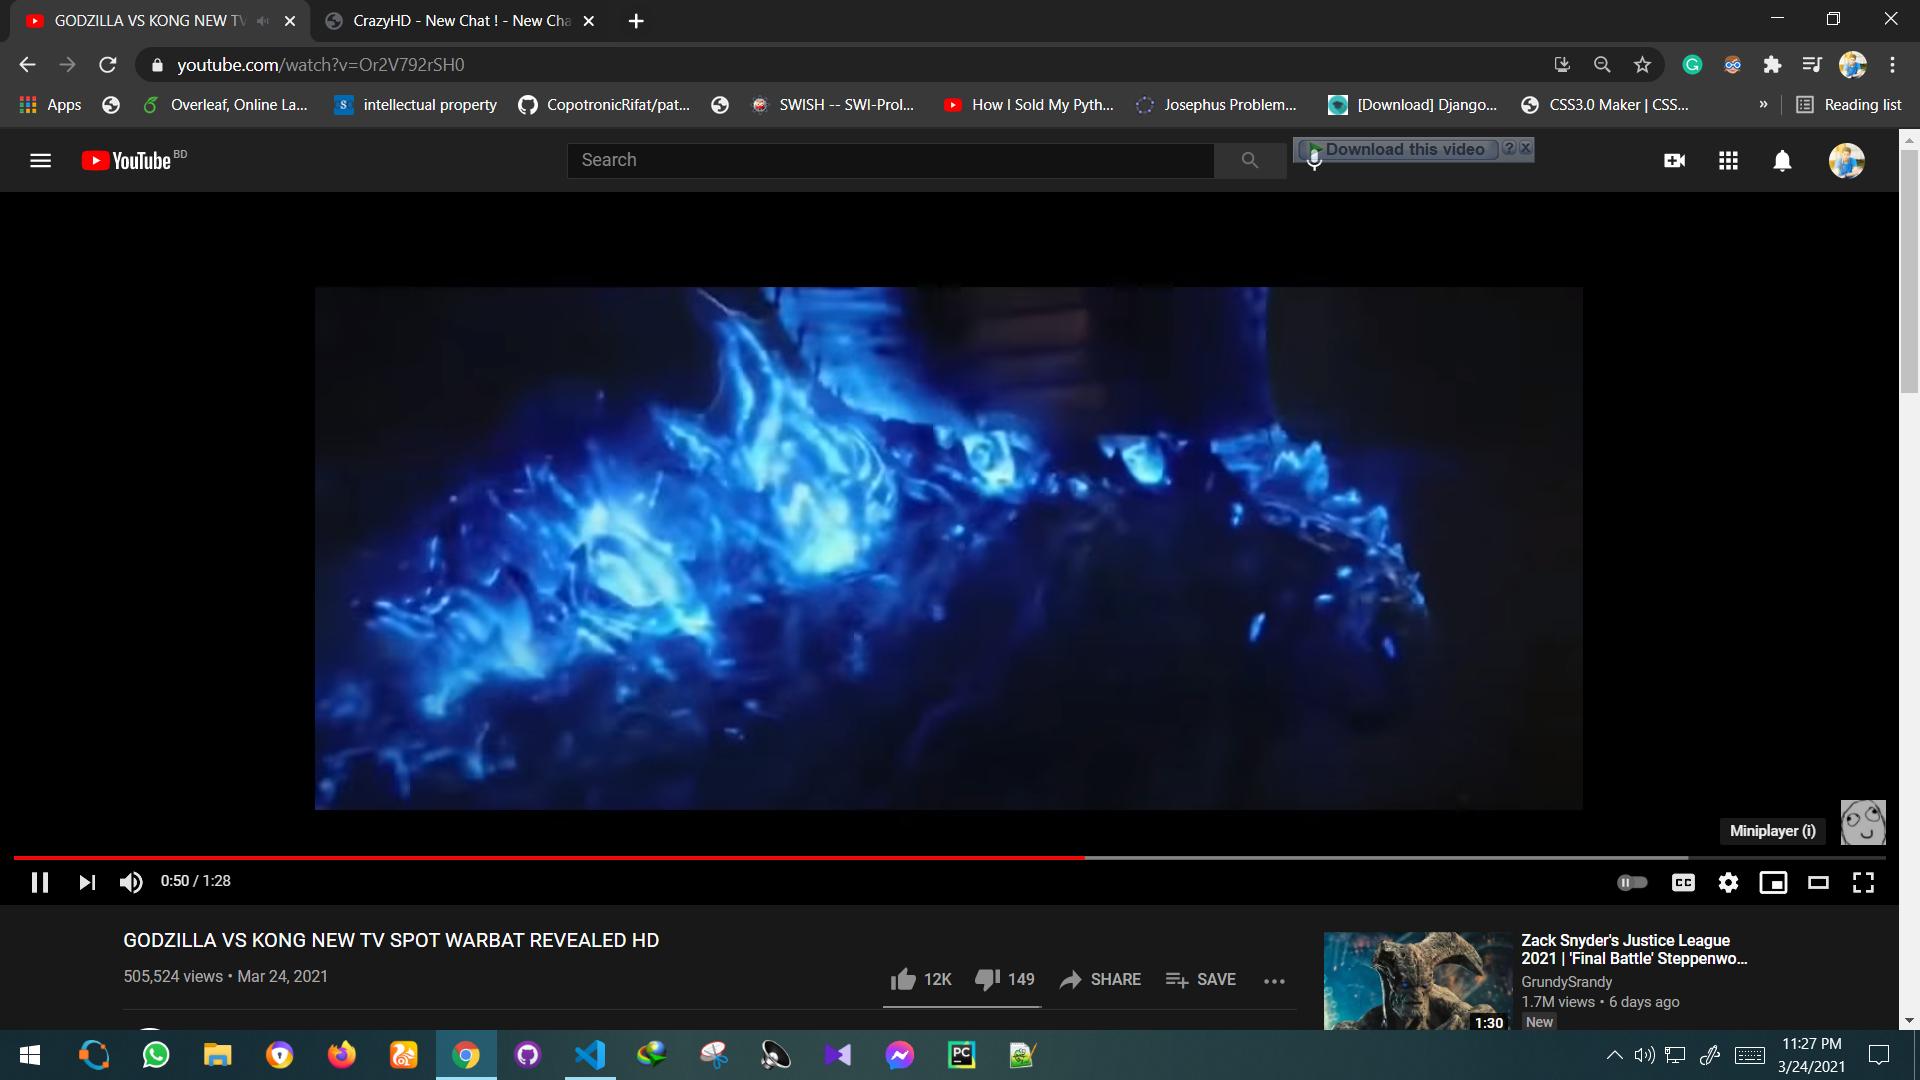 GODZILLA VS KONG NEW TV
CrazyHD - New Chat ! - New Cha
youtube.com/watch?v=Or2V792rSH0
Apps
Overleaf, Online La...
intellectual property
CopotronicRifat/pat...
SWISH -- SWI-Prol...
How I Sold My Pyth...
Josephus Problem...
[Download] Django...
CSS3.0 Maker | CSS...
»
Reading list
YouTube BD
Search
Download this video
Miniplayer (i)
0:50 / 1:28
CC
GODZILLA VS KONG NEW TV SPOT WARBAT REVEALED HD
505,524 views • Mar 24, 2021
12K
149
SHARE
SAVE
Zack Snyder's Justice League
2021 | 'Final Battle' Steppenwo...
GrundySrandy
1.7M views • 6 days ago
New
1:30
PC
11:27 PM
3/24/2021